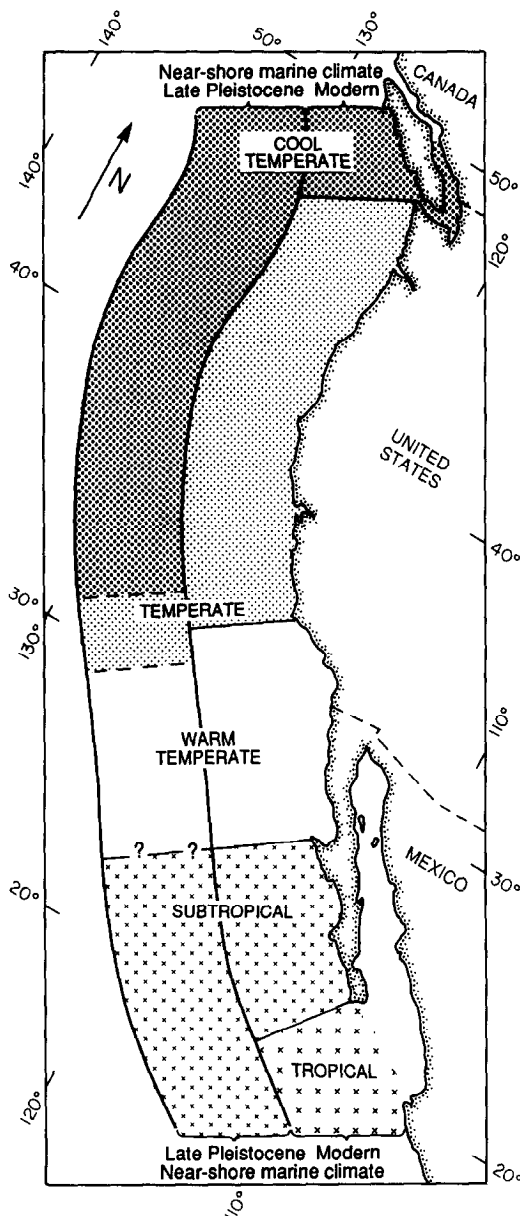 140°
50°
130°
Near-shore marine climate
Late Pleistocene Modern
CANADA
COOL
TEMPERATE
N
140°
50°
120°
40°
UNITED
STATES
40°
30°
130°
TEMPERATE
WARM
TEMPERATE
110°
? ?
MEXICO
30°
20°
SUBTROPICAL
TROPICAL
120°
Late Pleistocene Modern
Near-shore marine climate
20°
110°